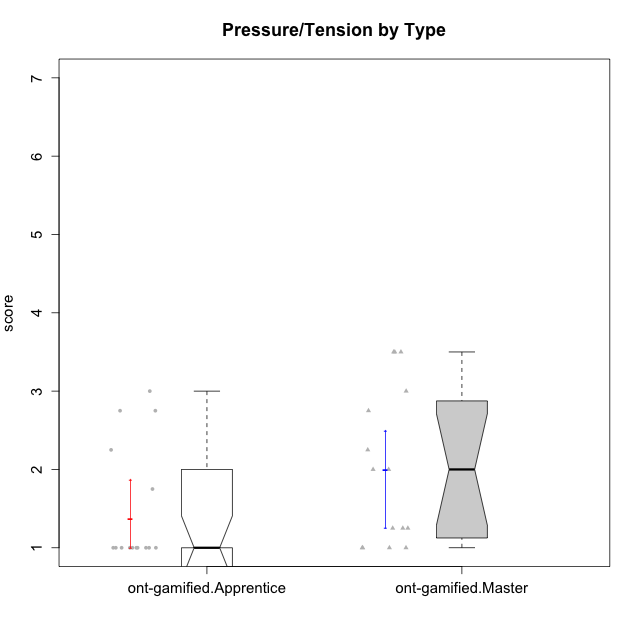 Pressure/Tension by Type
score
7
6
5
4
3
2
1
ont-gamified.Apprentice
ont-gamified.Master